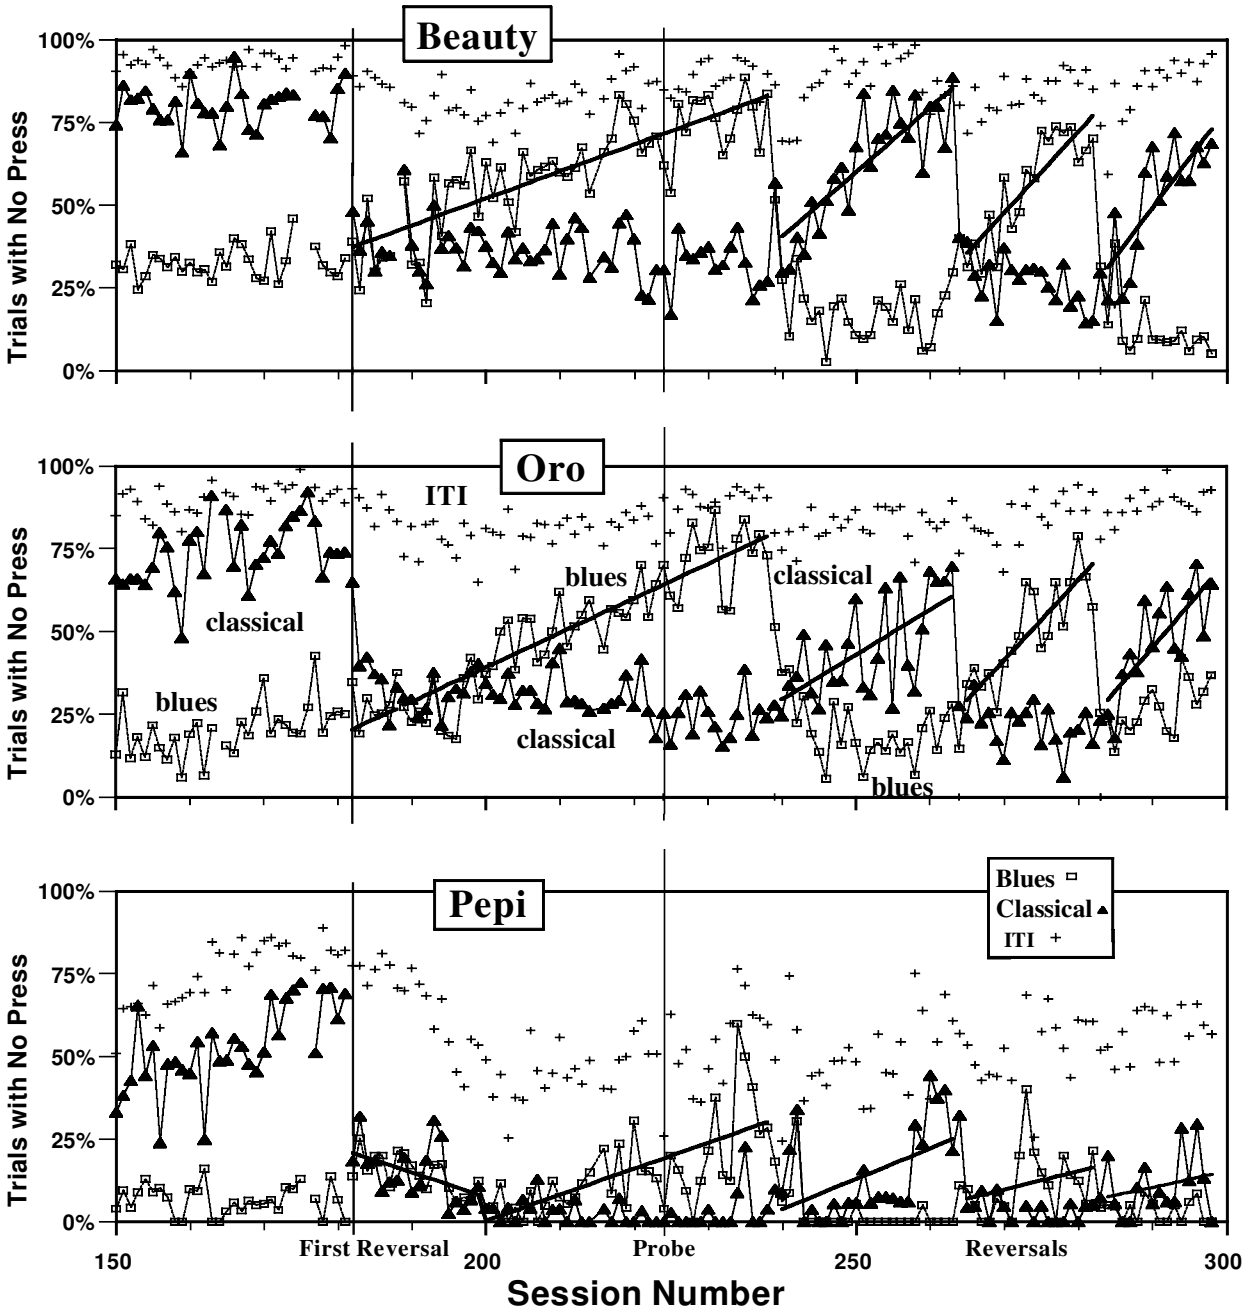 Beauty
100%
75%
50%
25%
0%
Trials with No Press
Oro
100%
75%
50%
25%
0%
Trials with No Press
ITI
blues
classical
classical
blues
classical
blues
Pepi
100%
75%
50%
25%
0%
Trials with No Press
Blues
Classical
ITI
First Reversal
Probe
Reversals
150
200
250
300
Session Number